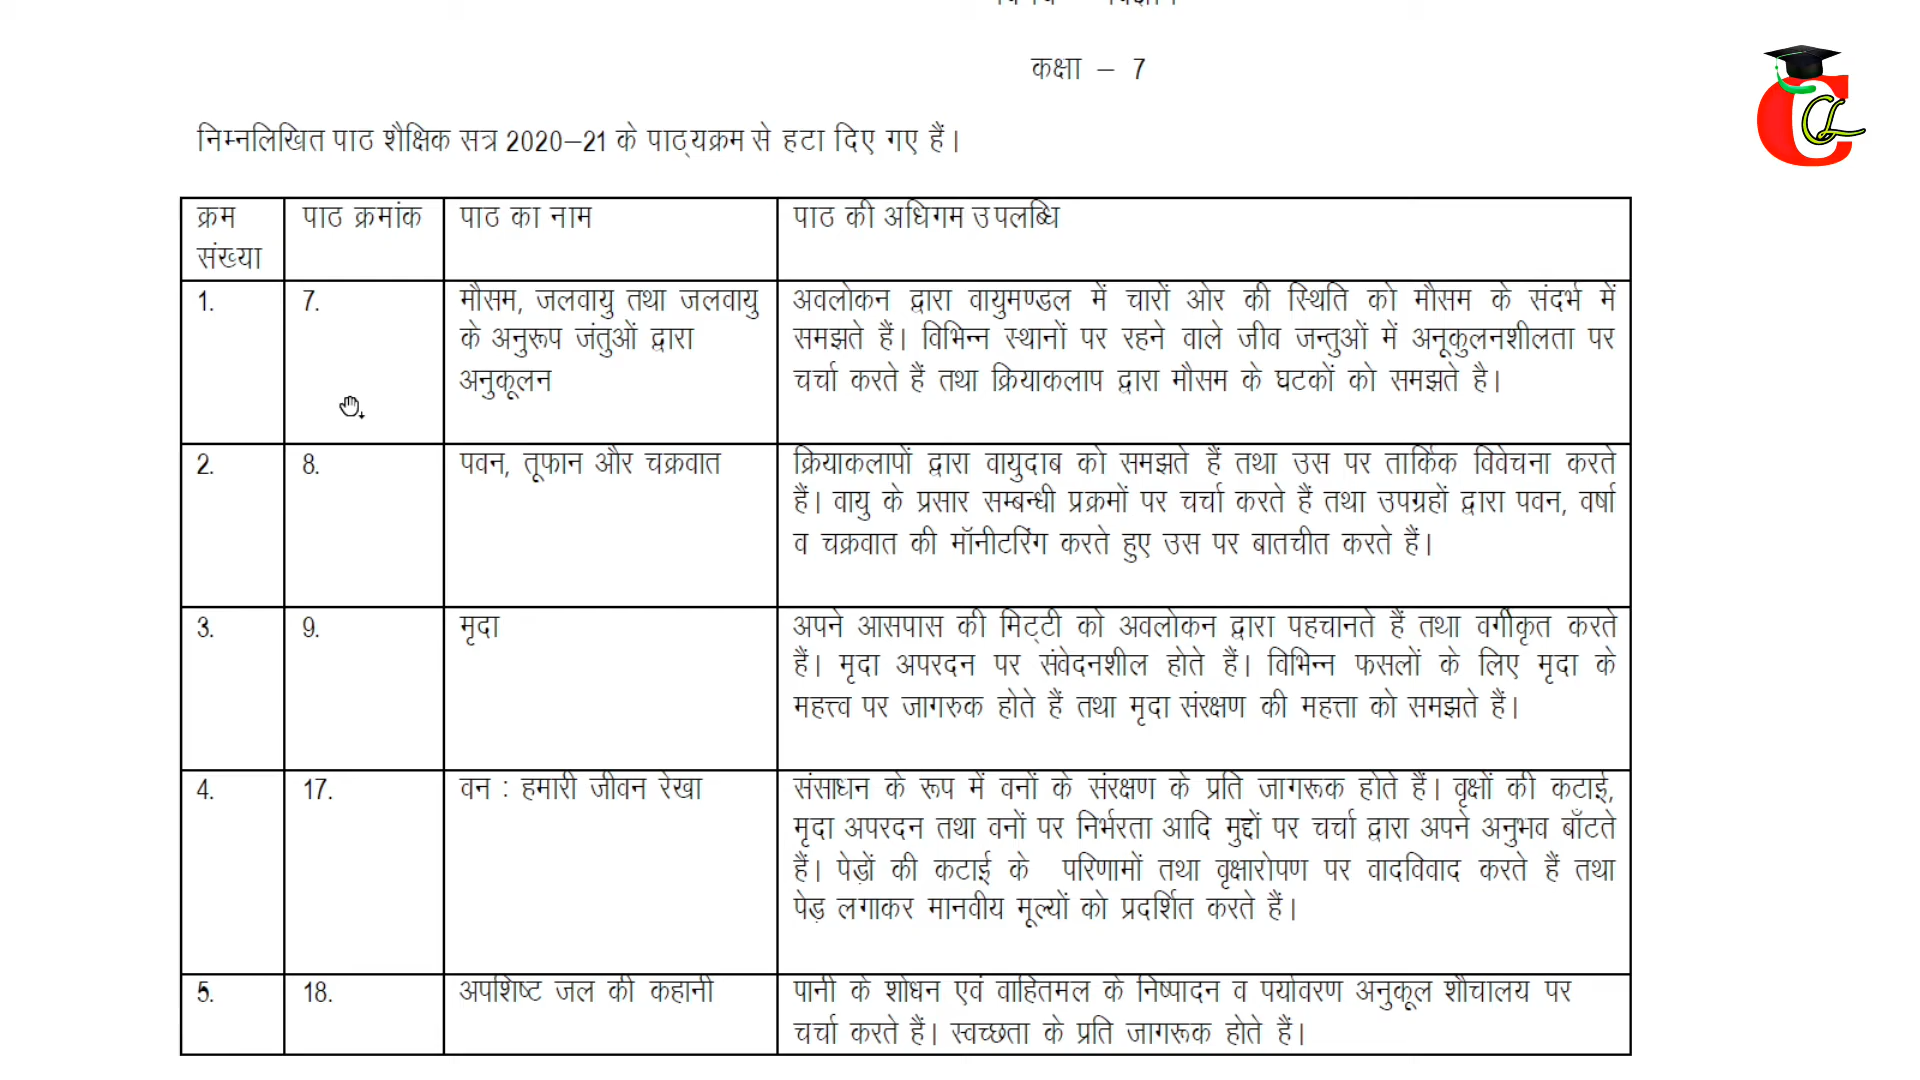 कक्षा – 7
निम्नलिखित पाठ शैक्षिक सत्र 2020–21 के पाठ्यक्रम से हटा दिए गए हैं।
क्रम
संख्या
पाठ क्रमांक
पाठ का नाम
पाठ की अधिगम उपलब्धि
1.
7.
मौसम, जलवायु तथा जलवायु
के अनुरूप जंतुओं द्वारा
अनुकूलन
अवलोकन द्वारा वायुमण्डल में चारों ओर की स्थिति को मौसम के संदर्भ में
समझते हैं। विभिन्न स्थानों पर रहने वाले जीव जन्तुओं में अनूकुलनशीलता पर
चर्चा करते हैं तथा क्रियाकलाप द्वारा मौसम के घटकों को समझते है।
2.
8.
पवन, तूफान और चक्रवात
क्रियाकलापों द्वारा वायुदाब को समझते हैं तथा उस पर तार्किक विवेचना करते
हैं। वायु के प्रसार सम्बन्धी प्रक्रमों पर चर्चा करते हैं तथा उपग्रहों द्वारा पवन, वर्षा
व चक्रवात की मॉनीटरिंग करते हुए उस पर बातचीत करते हैं।
3.
9.
मृदा
अपने आसपास की मिट्टी को अवलोकन द्वारा पहचानते हैं तथा वर्गीकृत करते
हैं। मृदा अपरदन पर संवेदनशील होते हैं। विभिन्न फसलों के लिए मृदा के
महत्त्व पर जागरुक होते हैं तथा मृदा संरक्षण की महत्ता को समझते हैं।
4.
17.
वन : हमारी जीवन रेखा
संसाधन के रूप में वनों के संरक्षण के प्रति जागरूक होते हैं। वृक्षों की कटाई,
मृदा अपरदन तथा वनों पर निर्भरता आदि मुद्दों पर चर्चा द्वारा अपने अनुभव बाँटते
हैं। पेड़ों की कटाई के परिणामों तथा वृक्षारोपण पर वादविवाद करते हैं तथा
पेड़ लगाकर मानवीय मूल्यों को प्रदर्शित करते हैं।
5.
18.
अपशिष्ट जल की कहानी
पानी के शोधन एवं वाहितमल के निष्पादन व पर्यावरण अनुकूल शौचालय पर
चर्चा करते हैं। स्वच्छता के प्रति जागरूक होते हैं।